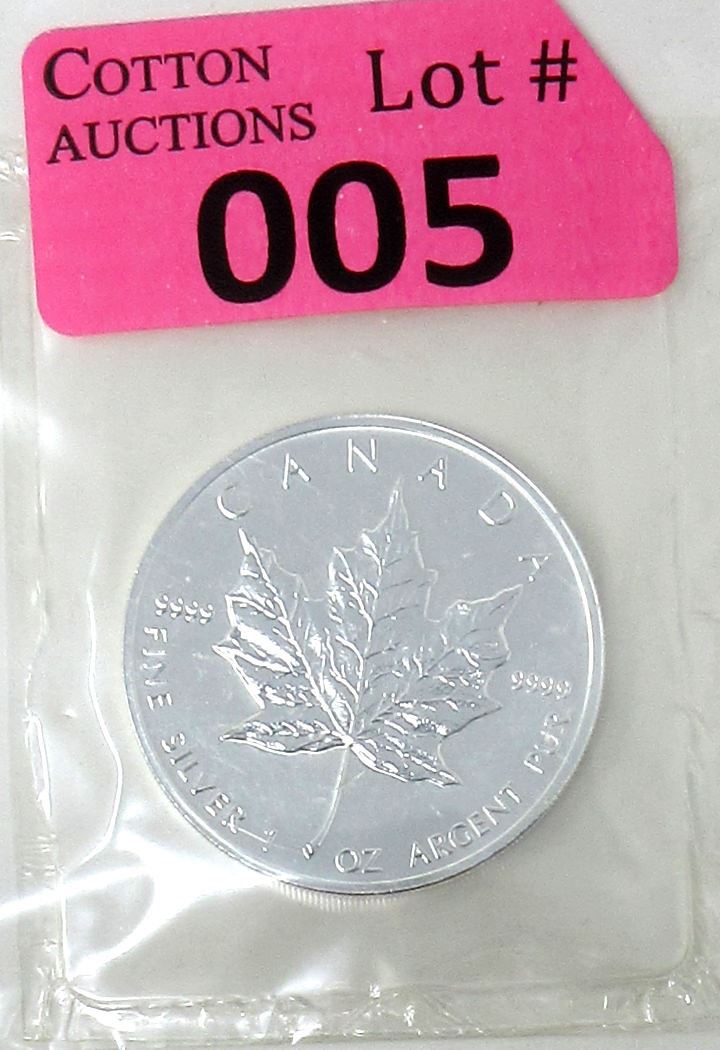 COTTON
AUCTIONS
Lot #
005
CANADA
9999
9999
FINE SILVER 1 OZ ARGENT PUR